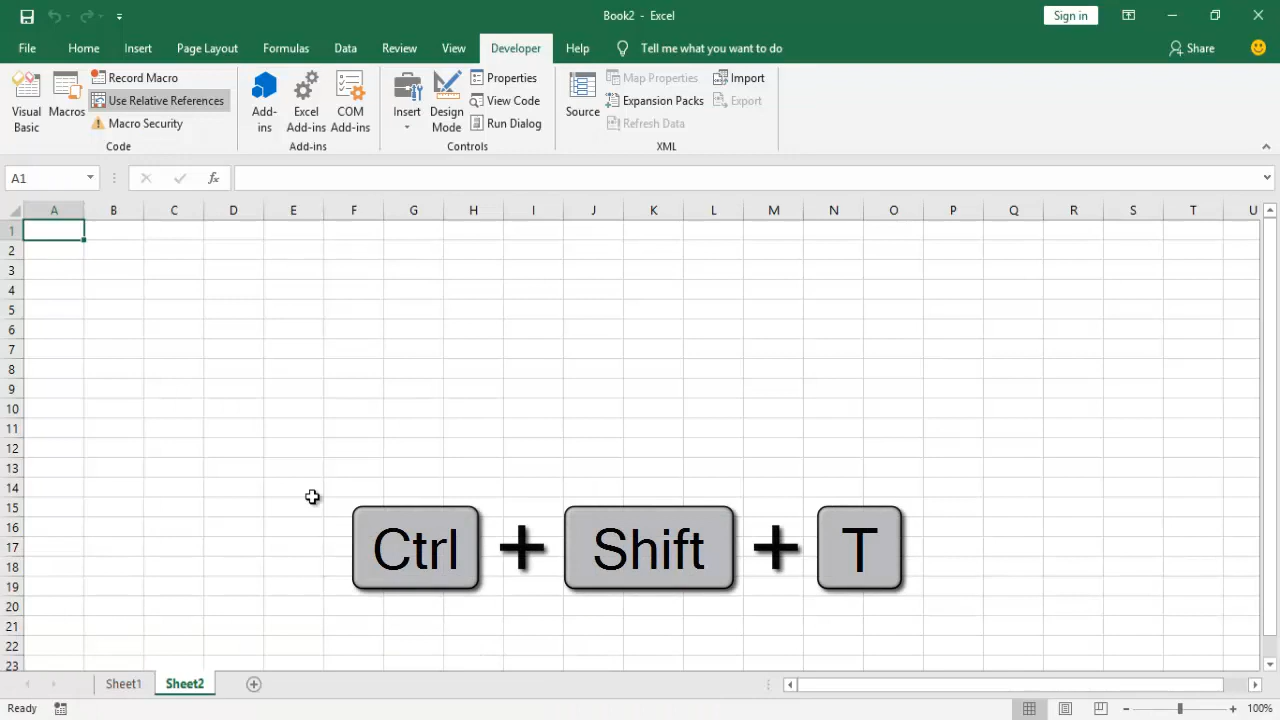 Book2 - Excel
Sign in
File Home Insert Page Layout Formulas Data Review View Developer Help Tell me what you want to do Share
Visual Basic
Macros
Record Macro
Use Relative References
Macro Security
Code
Add-ins
Excel Add-ins
COM Add-ins
Add-ins
Insert
Design Mode
Properties
View Code
Run Dialog
Controls
Source
Map Properties
Expansion Packs
Refresh Data
Import
Export
XML
A1
fx
A B C D E F G H I J K L M N O P Q R S T U
1
2
3
4
5
6
7
8
9
10
11
12
13
14
15
16
17
18
19
20
21
22
23
Ctrl + Shift + T
Sheet1 Sheet2
Ready
100%